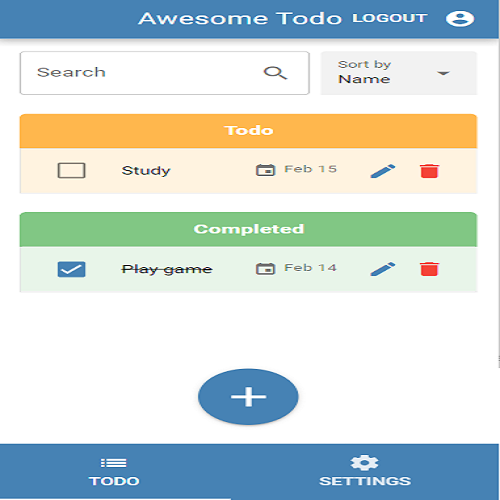 Awesome Todo LOGOUT
Search
Sort by
Name
Todo
Study Feb 15
Completed
Play game Feb 14
TODO SETTINGS